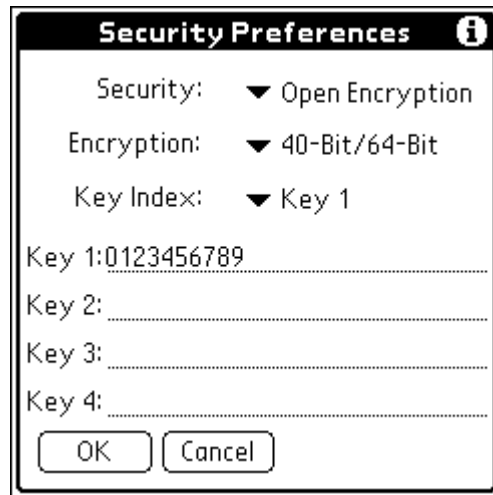 Security Preferences
Security: Open Encryption
Encryption: 40-Bit/64-Bit
Key Index: Key 1
Key 1:0123456789
Key 2:
Key 3:
Key 4:
OK Cancel